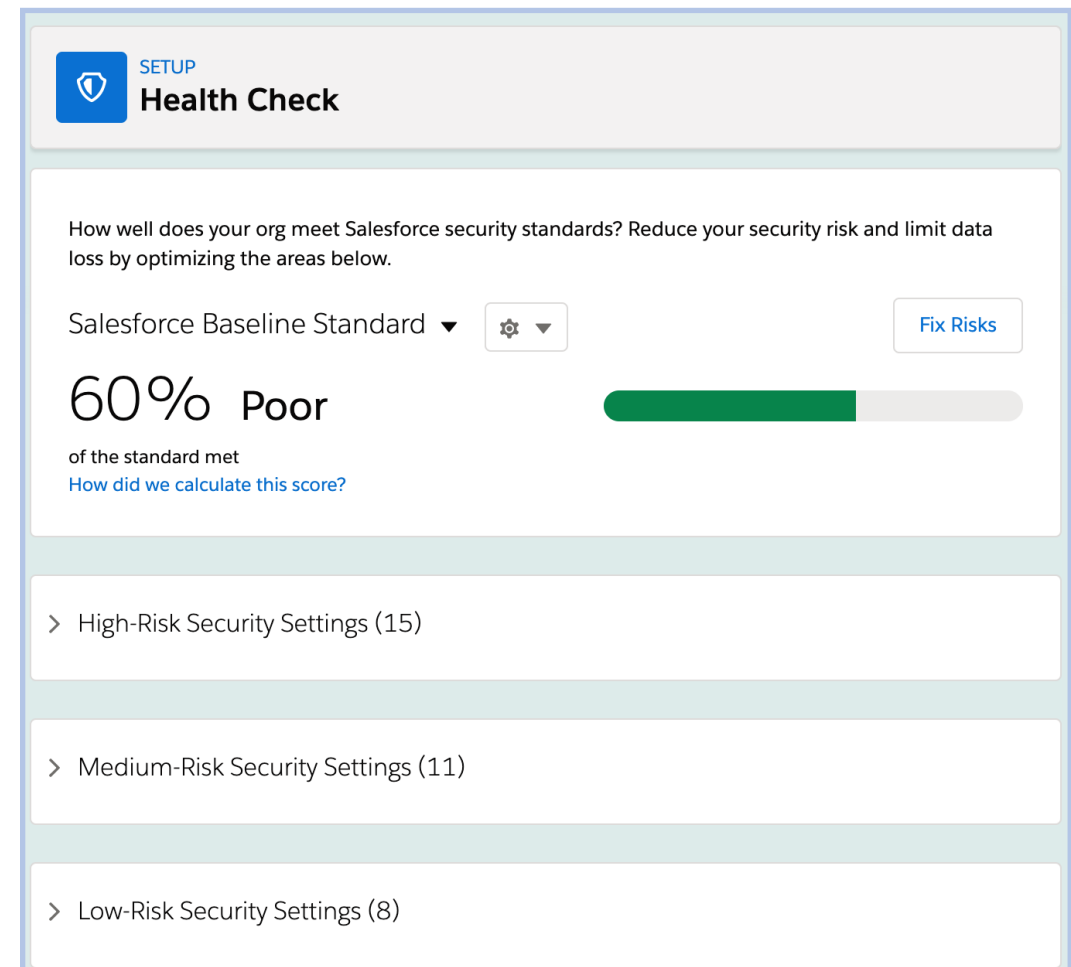 SETUP
Health Check
How well does your org meet Salesforce security standards? Reduce your security risk and limit data
loss by optimizing the areas below.
Salesforce Baseline Standard
Fix Risks
60% Poor
of the standard met
How did we calculate this score?
High-Risk Security Settings (15)
Medium-Risk Security Settings (11)
Low-Risk Security Settings (8)